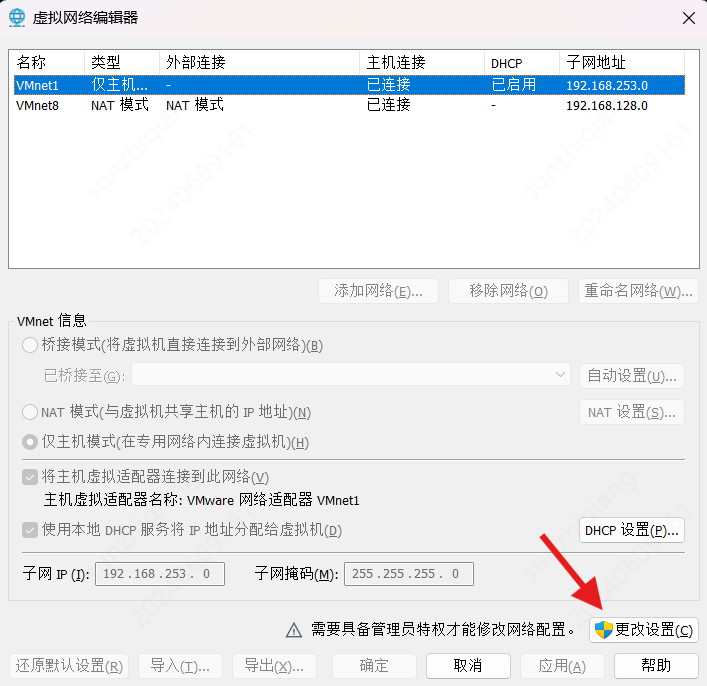 虚拟网络编辑器
名称 类型 外部连接 主机连接 DHCP 子网地址
VMnet1 仅主机... - 已连接 已启用 192.168.253.0
VMnet8 NAT 模式 NAT 模式 已连接 - 192.168.128.0
添加网络(E)... 移除网络(O) 重命名网络(W)...
VMnet 信息
桥接模式(将虚拟机直接连接到外部网络)(B)
已桥接至(G): 自动设置(U)...
NAT 模式(与虚拟机共享主机的 IP 地址)(N) NAT 设置(S)...
仅主机模式(在专用网络内连接虚拟机)(H)
将主机虚拟适配器连接到此网络(V)
主机虚拟适配器名称: VMware 网络适配器 VMnet1
使用本地 DHCP 服务将 IP 地址分配给虚拟机(D) DHCP 设置(P)...
子网 IP (I): 192.168.253. 0 子网掩码(M): 255.255.255. 0
需要具备管理员特权才能修改网络配置。 更改设置(C)
还原默认设置(R) 导入(T)... 导出(X)... 确定 取消 应用(A) 帮助